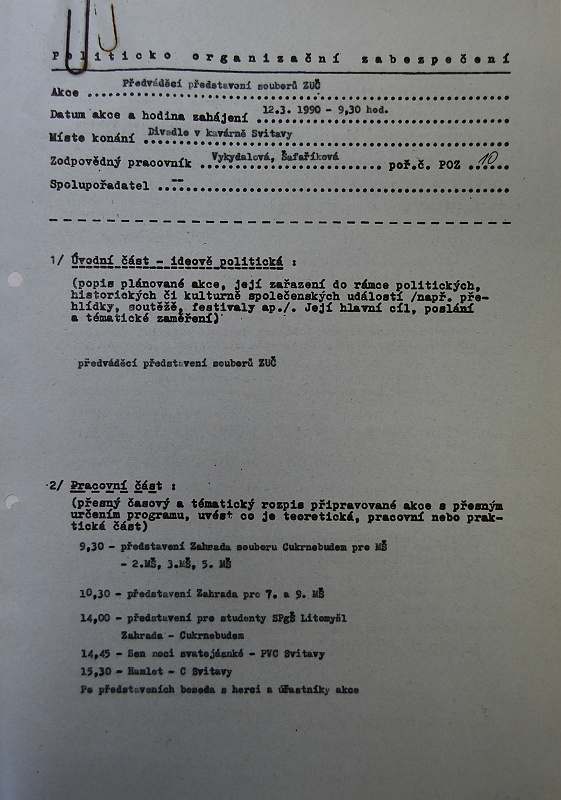 Politicko organizační zabezpečení
Akce ..... Předváděcí představení souborů ZUČ .....
Datum akce a hodina zahájení 12.3. 1990 - 9,30 hod.
Místo konání Divadlo v kavárně Svitavy
Zodpovědný pracovník Vykydalová, Šafaříková poř.č. POZ 10
Spolupořadatel ...--.....
1/ Úvodní část - ideově politická :
(popis plánované akce, její zařazení do rámce politických,
historických či kulturně společenských událostí /např. pře-
hlídky, soutěže, festivaly ap./. Její hlavní cíl, poslání
a tématické zaměření)
předváděcí představení souborů ZUČ
2/ Pracovní část :
(přesný časový a tématický rozpis připravované akce s přesným
určením programu, uvést co je teoretická, pracovní nebo prak-
tická část)
9,30 - představení Zahrada souboru Cukrnebudem pro MŠ
- 2.MŠ, 3.MŠ, 5. MŠ
10,30 - představení Zahrada pro 7. a 9. MŠ
14,00 - představení pro studenty SPgŠ Litomyšl
Zahrada - Cukrnebudem
14,45 - Sen noci svatojánské - PVC Svitavy
15,30 - Hamlet - C Svitavy
Po představeních beseda s herci a účastníky akce